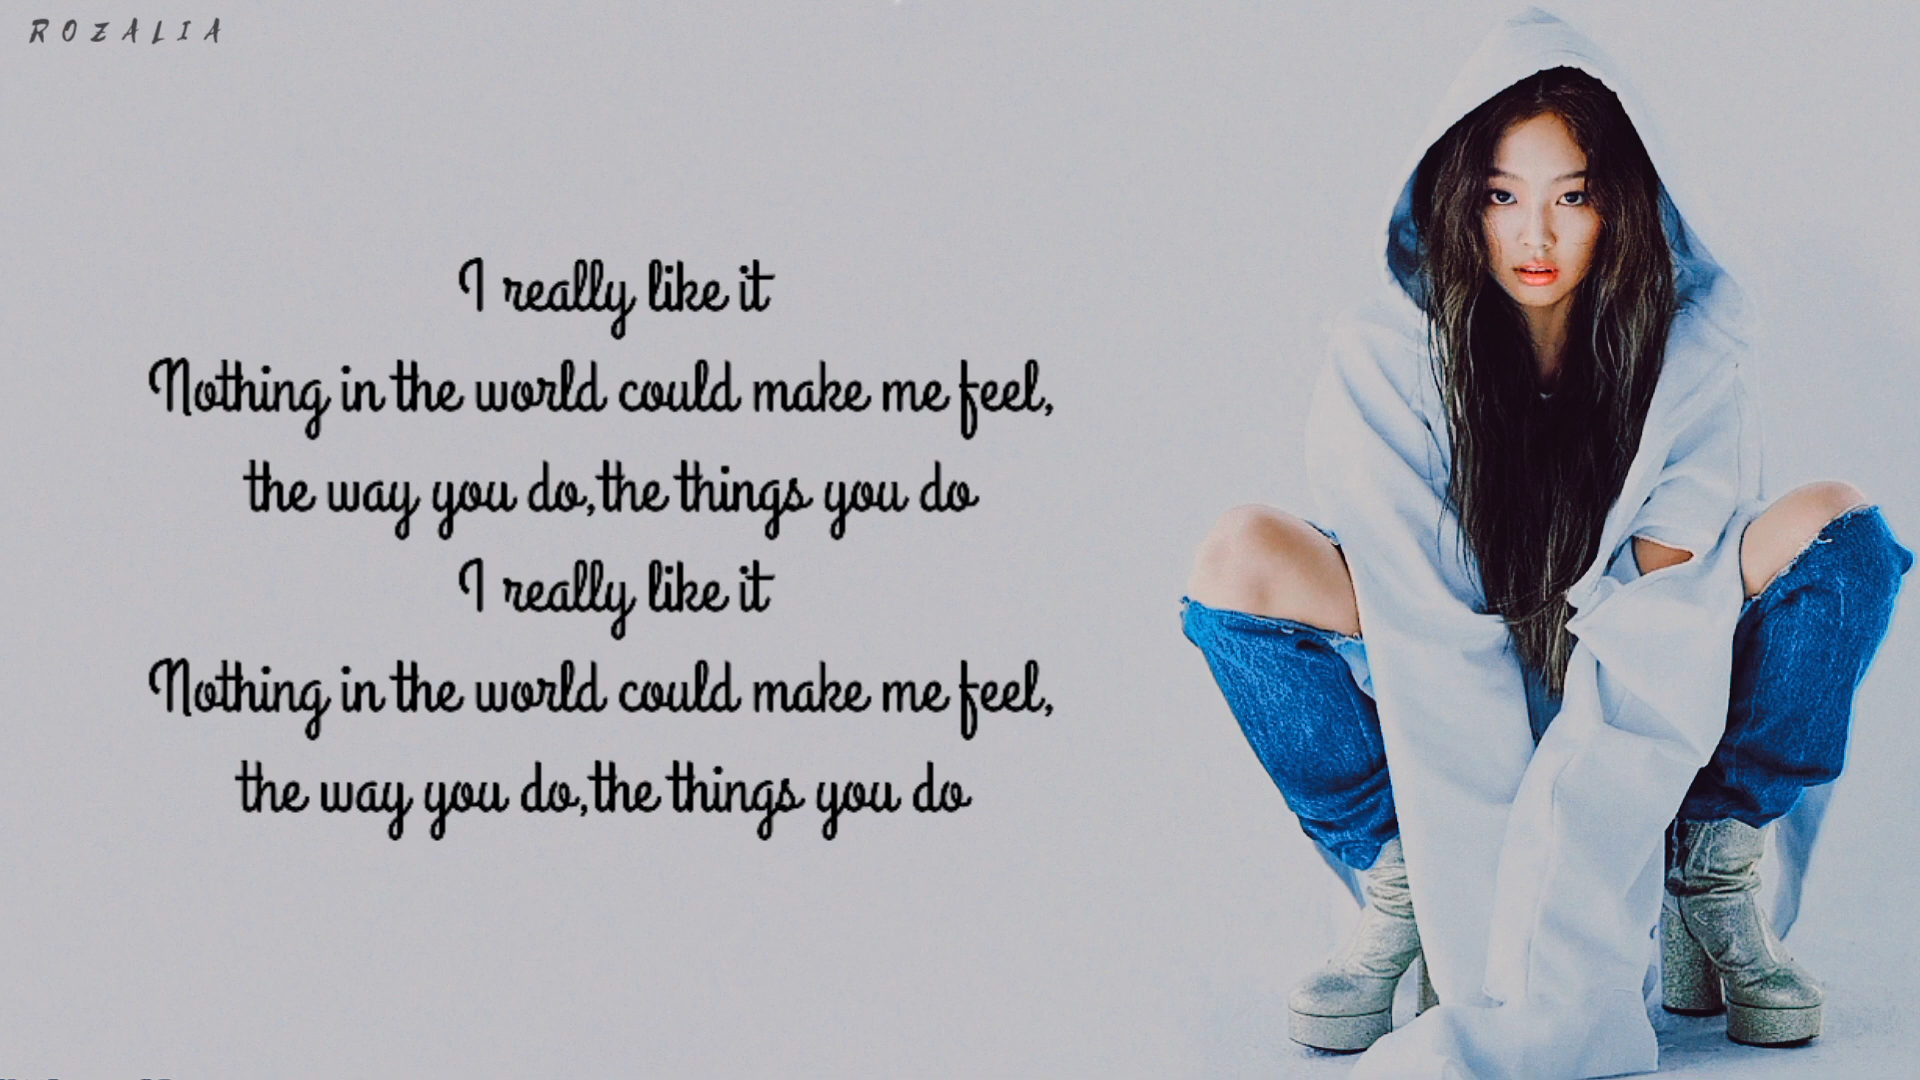 ROZALIA
I really like it
Nothing in the world could make me feel,
the way you do,the things you do
I really like it
Nothing in the world could make me feel,
the way you do,the things you do